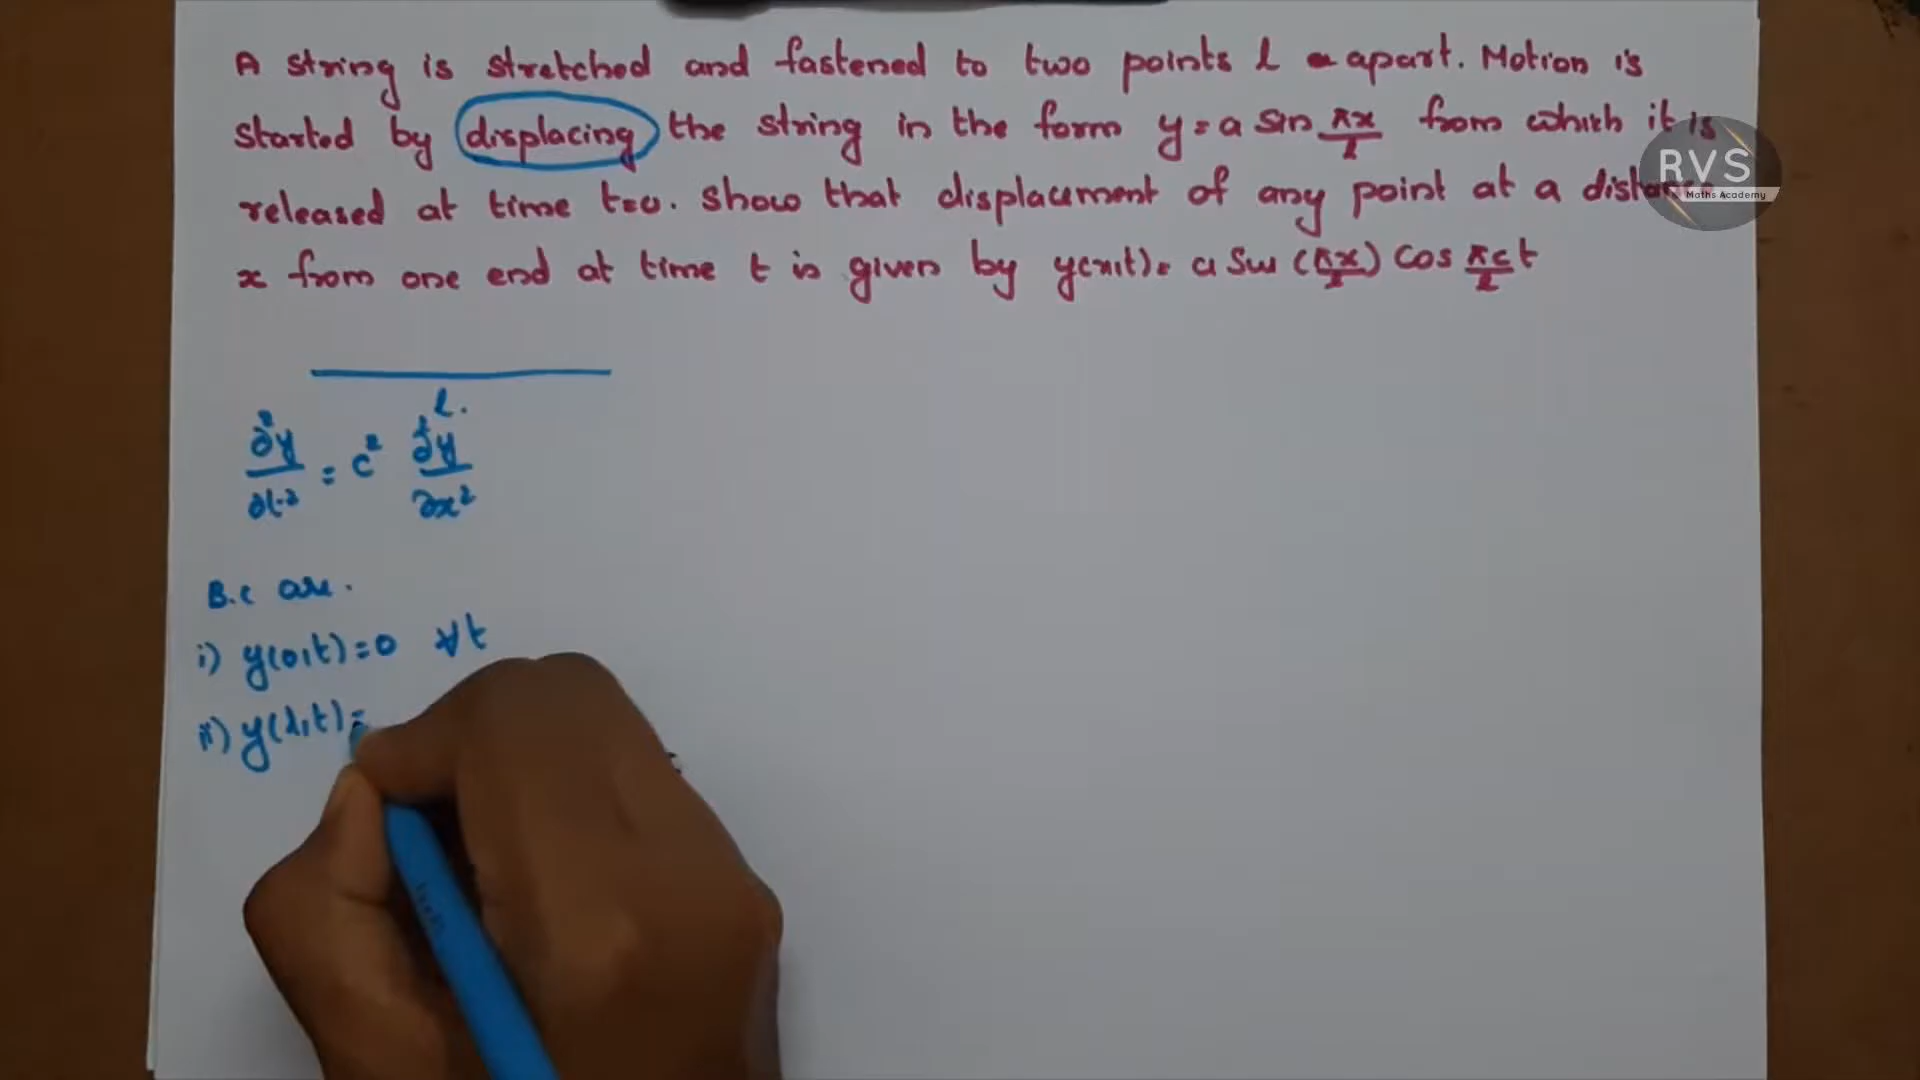 A string is stretched and fastened to two points l apart. Motion is
started by displacing the string in the form y = a sin πx/l from which it is
released at time t=0. Show that displacement of any point at a
x from one end at time t is given by y(x,t)= a Sin (πx/l) Cos πc/l t
RVS
Maths Academy
l.
∂²y/∂t² = c² ∂²y/∂x²
B.c are.
i) y(0,t)=0 ∀t
ii) y(l,t)=